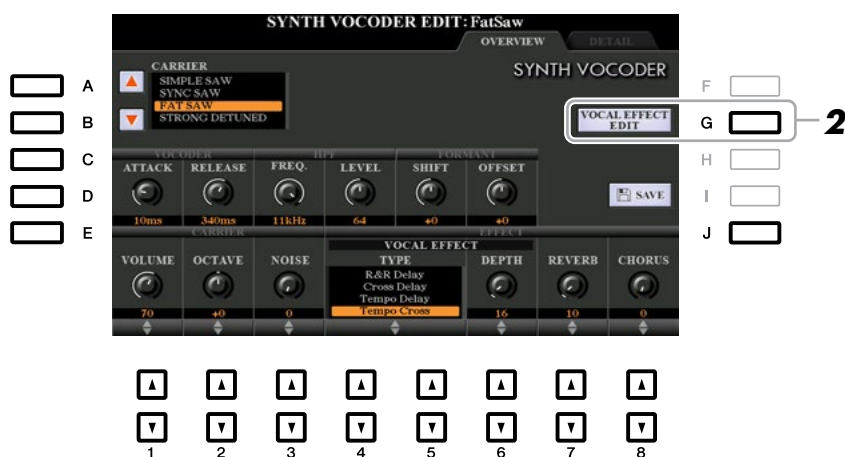 SYNTH VOCODER EDIT: FatSaw
OVERVIEW DETAIL
CARRIER
SIMPLE SAW
SYNC SAW
FAT SAW
STRONG DETUNED
SYNTH VOCODER
VOCAL EFFECT
EDIT
A
B
C
D
E
F
G
H
I
J
2
VOCODER HPF FORMANT
ATTACK RELEASE FREQ. LEVEL SHIFT OFFSET
10ms 340ms 11kHz 64 +0 +0
SAVE
CARRIER EFFECT
VOCAL EFFECT
VOLUME OCTAVE NOISE TYPE DEPTH REVERB CHORUS
R&R Delay
Cross Delay
Tempo Delay
Tempo Cross
70 +0 0 16 10 0
1 2 3 4 5 6 7 8